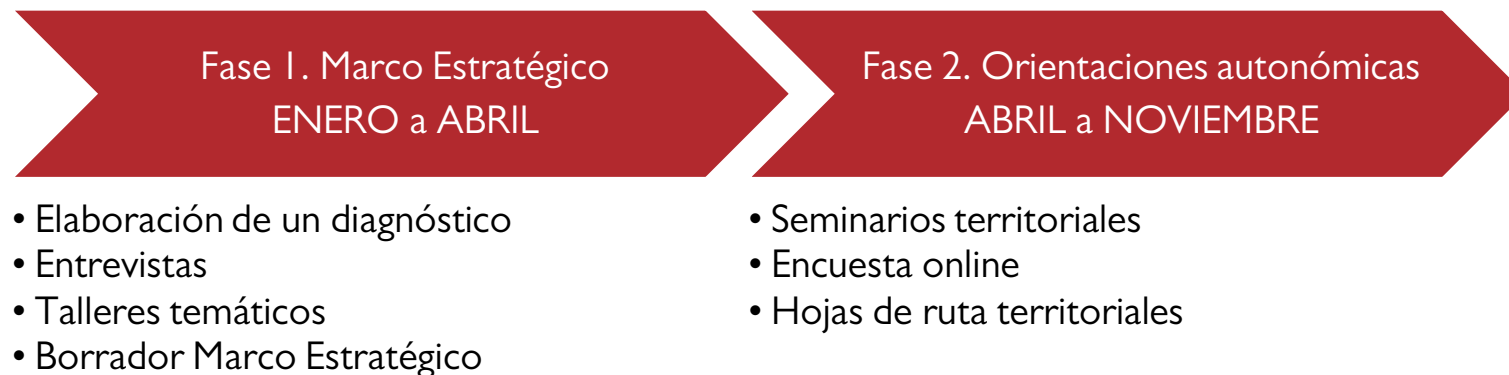 Fase 1. Marco Estratégico
ENERO a ABRIL
• Elaboración de un diagnóstico
• Entrevistas
• Talleres temáticos
• Borrador Marco Estratégico
Fase 2. Orientaciones autonómicas
ABRIL a NOVIEMBRE
• Seminarios territoriales
• Encuesta online
• Hojas de ruta territoriales